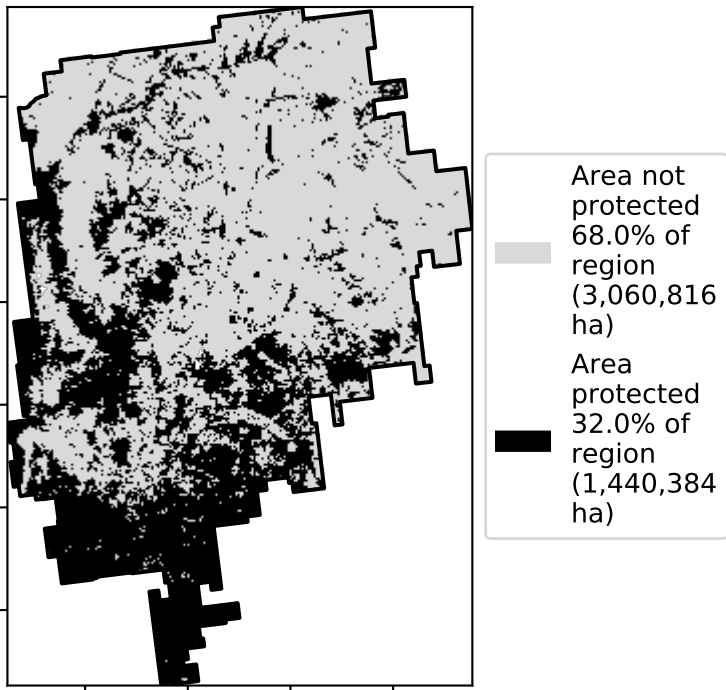 Area not
protected
68.0% of
region
(3,060,816
ha)
Area
protected
32.0% of
region
(1,440,384
ha)